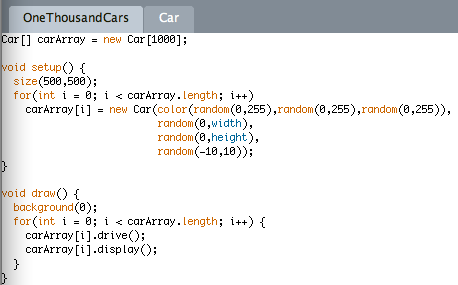 OneThousandCars Car
Car[] carArray = new Car[1000];
void setup() {
size(500,500);
for(int i = 0; i < carArray.length; i++)
carArray[i] = new Car(color(random(0,255),random(0,255),random(0,255)),
random(0,width),
random(0,height),
random(-10,10));
}
void draw() {
background(0);
for(int i = 0; i < carArray.length; i++) {
carArray[i].drive();
carArray[i].display();
}
}